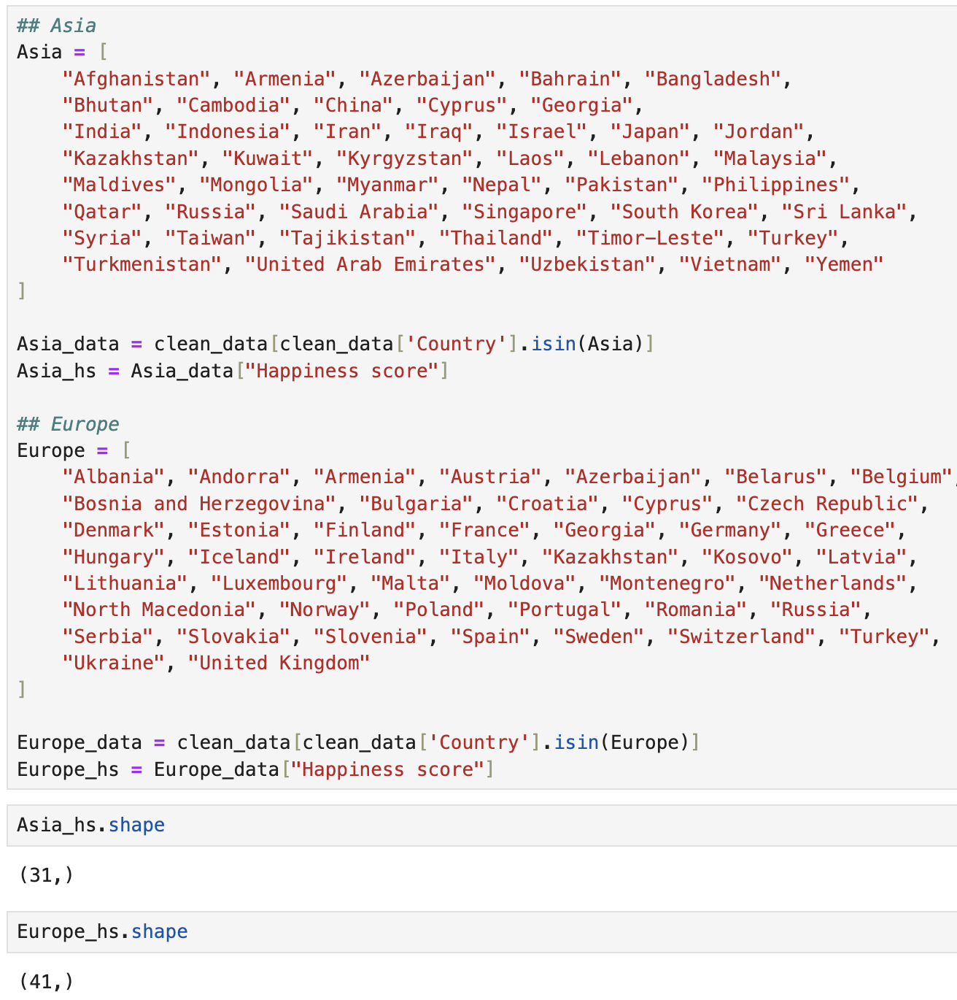 ## Asia
Asia = [
    "Afghanistan", "Armenia", "Azerbaijan", "Bahrain", "Bangladesh",
    "Bhutan", "Cambodia", "China", "Cyprus", "Georgia",
    "India", "Indonesia", "Iran", "Iraq", "Israel", "Japan", "Jordan",
    "Kazakhstan", "Kuwait", "Kyrgyzstan", "Laos", "Lebanon", "Malaysia",
    "Maldives", "Mongolia", "Myanmar", "Nepal", "Pakistan", "Philippines",
    "Qatar", "Russia", "Saudi Arabia", "Singapore", "South Korea", "Sri Lanka",
    "Syria", "Taiwan", "Tajikistan", "Thailand", "Timor-Leste", "Turkey",
    "Turkmenistan", "United Arab Emirates", "Uzbekistan", "Vietnam", "Yemen"
]
Asia_data = clean_data[clean_data['Country'].isin(Asia)]
Asia_hs = Asia_data["Happiness score"]
## Europe
Europe = [
    "Albania", "Andorra", "Armenia", "Austria", "Azerbaijan", "Belarus", "Belgium",
    "Bosnia and Herzegovina", "Bulgaria", "Croatia", "Cyprus", "Czech Republic",
    "Denmark", "Estonia", "Finland", "France", "Georgia", "Germany", "Greece",
    "Hungary", "Iceland", "Ireland", "Italy", "Kazakhstan", "Kosovo", "Latvia",
    "Lithuania", "Luxembourg", "Malta", "Moldova", "Montenegro", "Netherlands",
    "North Macedonia", "Norway", "Poland", "Portugal", "Romania", "Russia",
    "Serbia", "Slovakia", "Slovenia", "Spain", "Sweden", "Switzerland", "Turkey",
    "Ukraine", "United Kingdom"
]
Europe_data = clean_data[clean_data['Country'].isin(Europe)]
Europe_hs = Europe_data["Happiness score"]
Asia_hs.shape
(31,)
Europe_hs.shape
(41,)